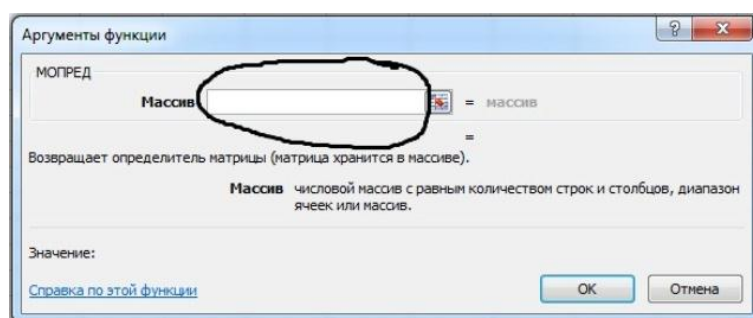 Аргументы функции
МОПРЕД
Массив = массив
=
Возвращает определитель матрицы (матрица хранится в массиве).
Массив числовой массив с равным количеством строк и столбцов, диапазон
ячеек или массив.
Значение:
Справка по этой функции ОК Отмена